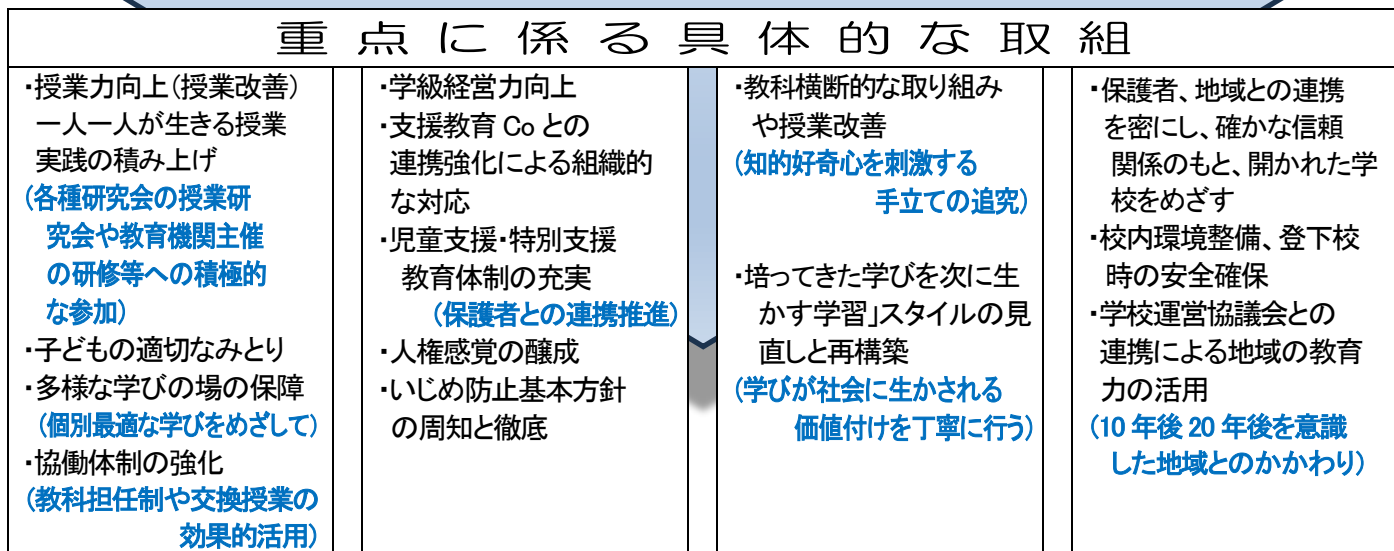 重点に係る具体的な取組
・授業力向上（授業改善）
一人一人が生きる授業
実践の積み上げ
(各種研究会の授業研
究会や教育機関主催
の研修等への積極的
な参加)
・子どもの適切なみとり
・多様な学びの場の保障
(個別最適な学びをめざして)
・協働体制の強化
(教科担任制や交換授業の
効果的活用)
・学級経営力向上
・支援教育 Co との
連携強化による組織的
な対応
・児童支援・特別支援
教育体制の充実
(保護者との連携推進)
・人権感覚の醸成
・いじめ防止基本方針
の周知と徹底
・教科横断的な取り組み
や授業改善
(知的好奇心を刺激する
手立ての追究)
・培ってきた学びを次に生
かす学習」スタイルの見
直しと再構築
(学びが社会に生かされる
価値付けを丁寧に行う)
・保護者、地域との連携
を密にし、確かな信頼
関係のもと、開かれた学
校をめざす
・校内環境整備、登下校
時の安全確保
・学校運営協議会との
連携による地域の教育
力の活用
(10 年後 20 年後を意識
した地域とのかかわり)